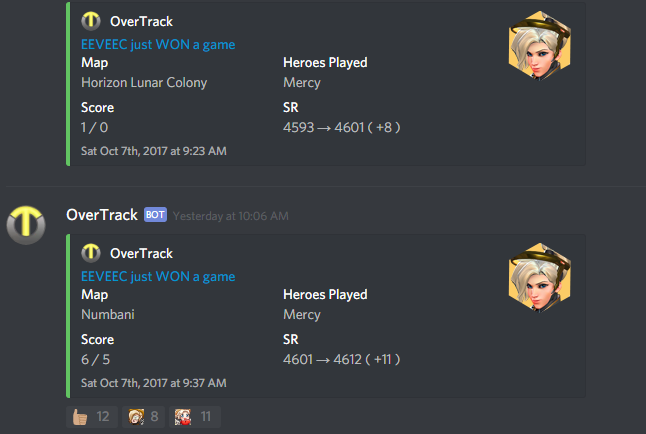 OverTrack
EEVEEC just WON a game
Map Heroes Played
Horizon Lunar Colony Mercy
Score SR
1 / 0 4593 → 4601 ( +8 )
Sat Oct 7th, 2017 at 9:23 AM
OverTrack BOT Yesterday at 10:06 AM
OverTrack
EEVEEC just WON a game
Map Heroes Played
Numbani Mercy
Score SR
6 / 5 4601 → 4612 ( +11 )
Sat Oct 7th, 2017 at 9:37 AM
12 8 11